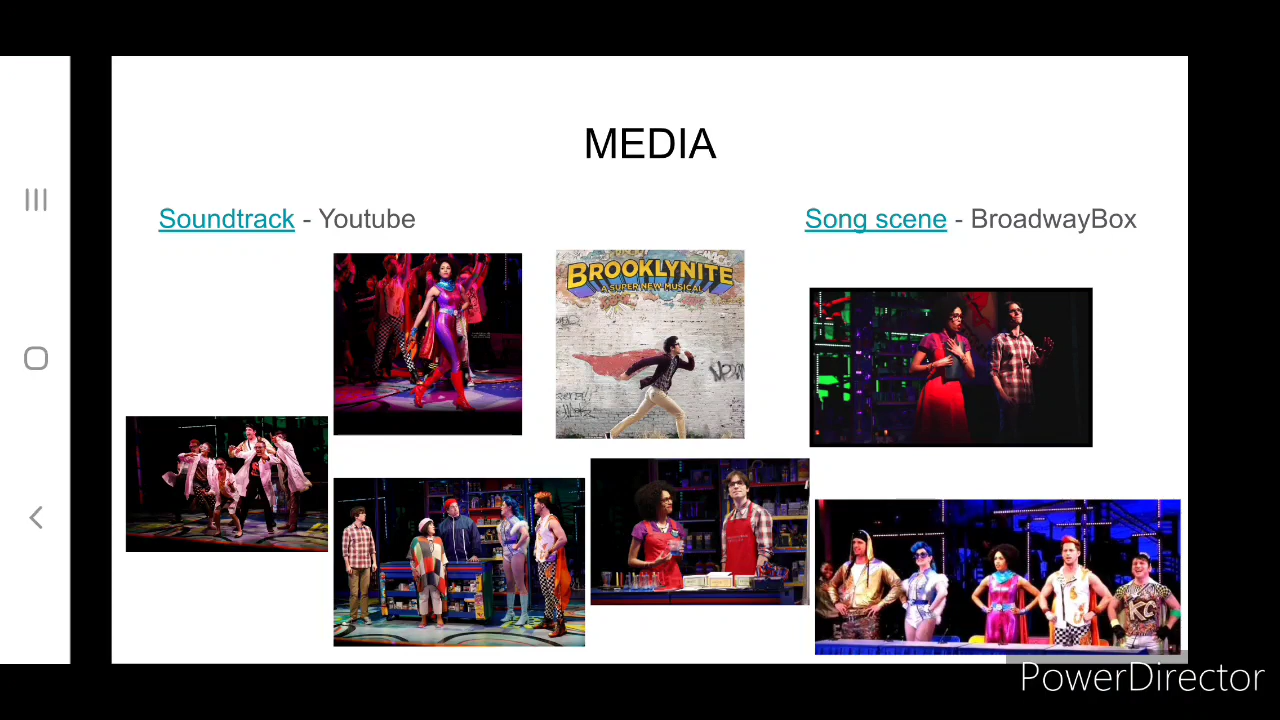 MEDIA
Soundtrack - Youtube
Song scene - BroadwayBox
BROOKLYNITE
A SUPER NEW MUSICAL
KC
PowerDirector